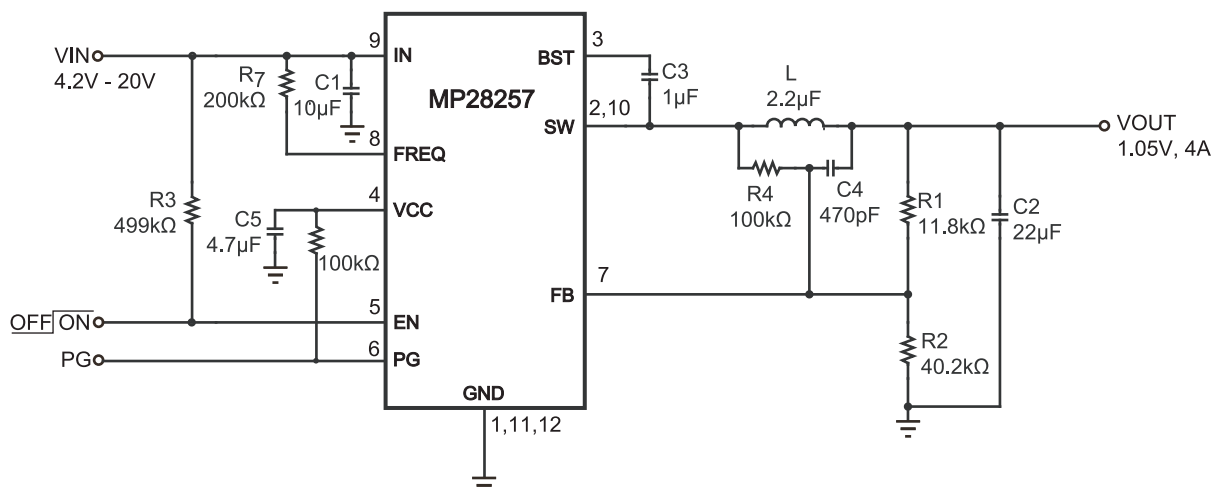 VIN
4.2V - 20V
9
IN
R7
200kΩ
C1
10µF
8
FREQ
R3
499kΩ
4
VCC
C5
4.7µF
100kΩ
OFF ON
5
EN
PG
6
PG
MP28257
GND
1,11,12
3
BST
C3
1µF
2,10
SW
L
2.2µF
R4
100kΩ
C4
470pF
R1
11.8kΩ
C2
22µF
VOUT
1.05V, 4A
7
FB
R2
40.2kΩ